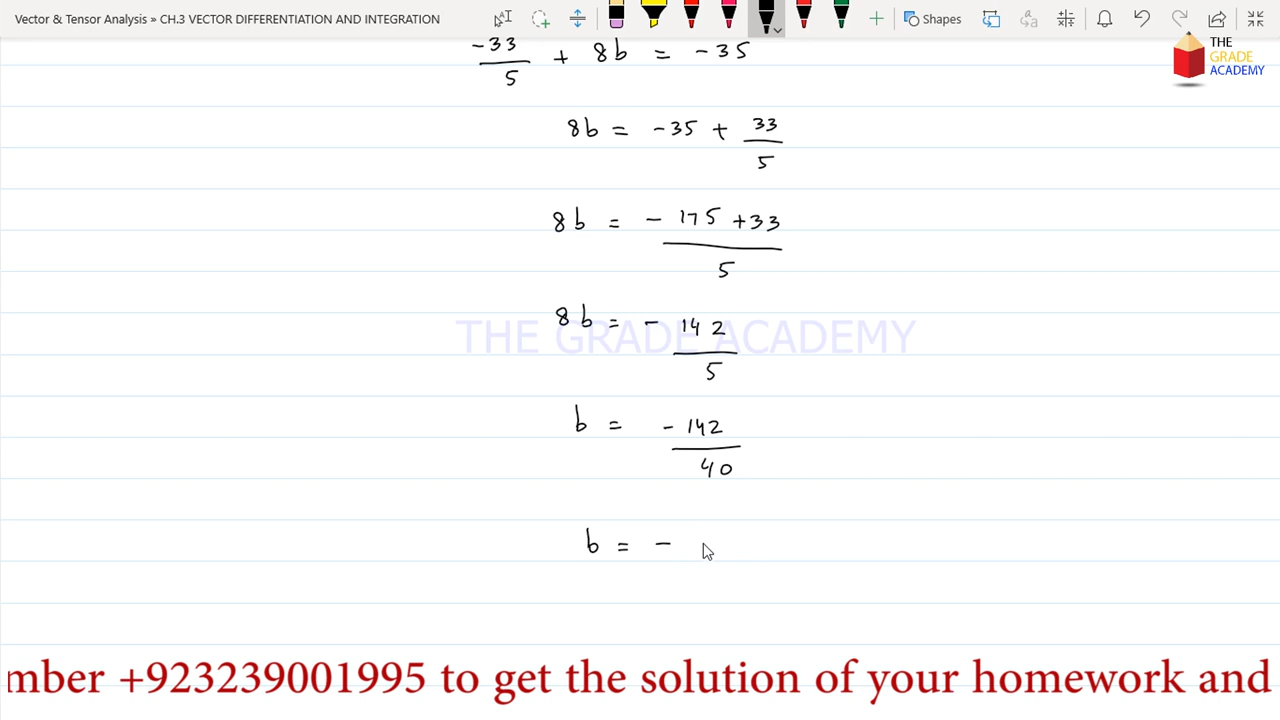 Vector & Tensor Analysis » CH.3 VECTOR DIFFERENTIATION AND INTEGRATION
Shapes
THE
GRADE
ACADEMY
-33/5 + 8b = -35
8b = -35 + 33/5
8b = - 175 +33/5
8b = - 142/5
THE GRADE ACADEMY
b = - 142/40
b = -
mber +923239001995 to get the solution of your homework and